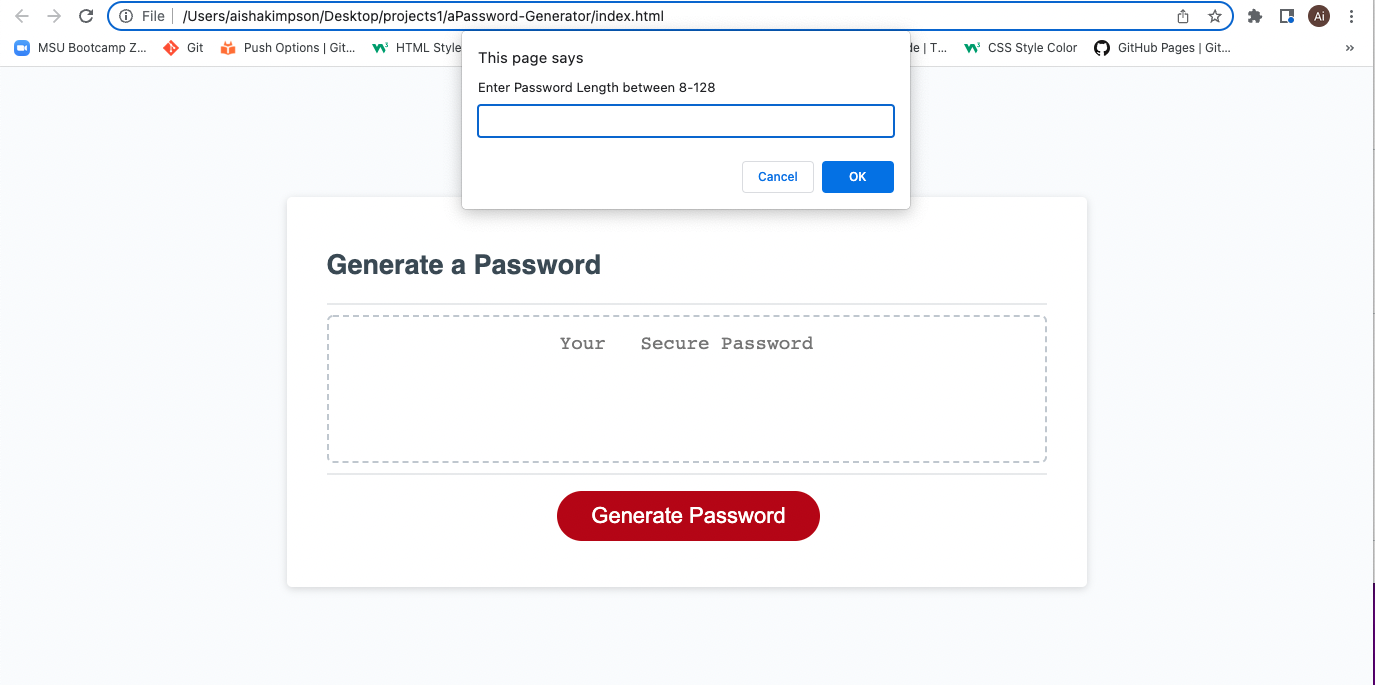 File /Users/aishakimpson/Desktop/projects1/aPassword-Generator/index.html Ai
MSU Bootcamp Z... Git Push Options | Git... HTML Style de | T... CSS Style Color GitHub Pages | Git... »
This page says
Enter Password Length between 8-128
Cancel OK
Generate a Password
Your Secure Password
Generate Password